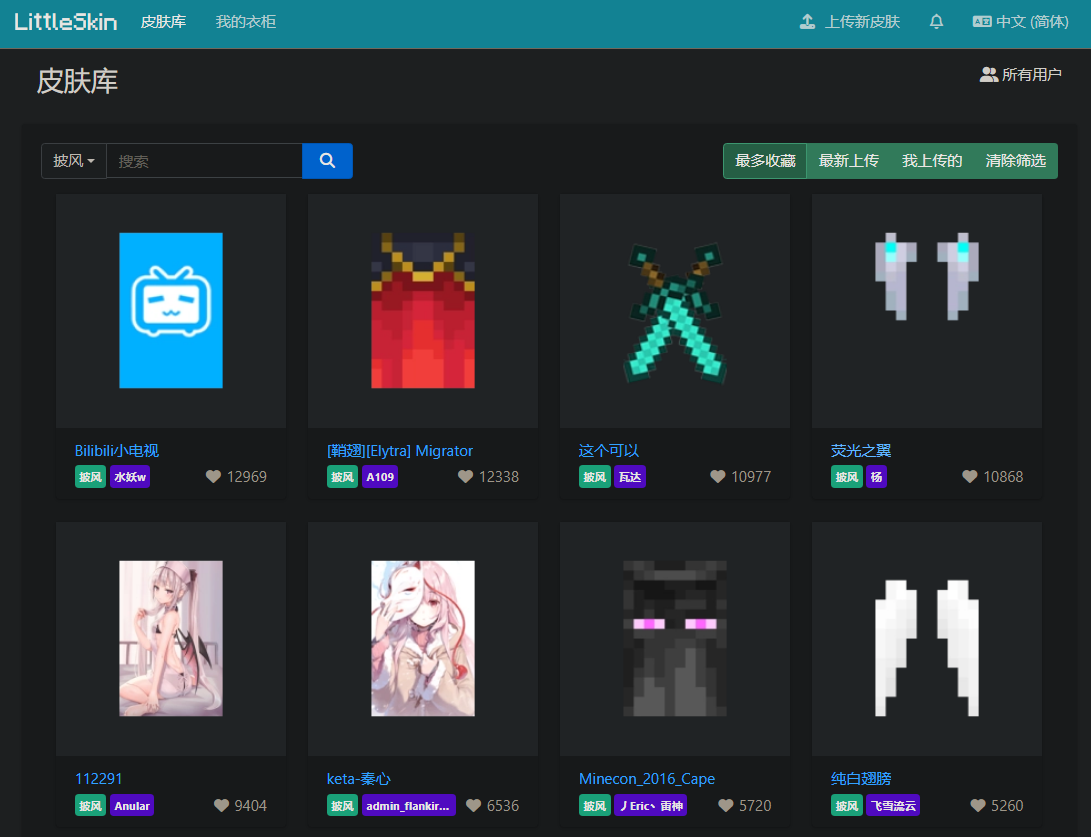 LittleSkin 皮肤库 我的衣柜 上传新皮肤 中文 (简体)
皮肤库 所有用户
披风 搜索 最多收藏 最新上传 我上传的 清除筛选
Bilibili小电视
披风 水妖w 12969
[鞘翅][Elytra] Migrator
披风 A109 12338
这个可以
披风 瓦达 10977
荧光之翼
披风 杨 10868
112291
披风 Anular 9404
keta-秦心
披风 admin_flankir... 6536
Minecon_2016_Cape
披风 丿Eric丶雷神 5720
纯白翅膀
披风 飞雪流云 5260